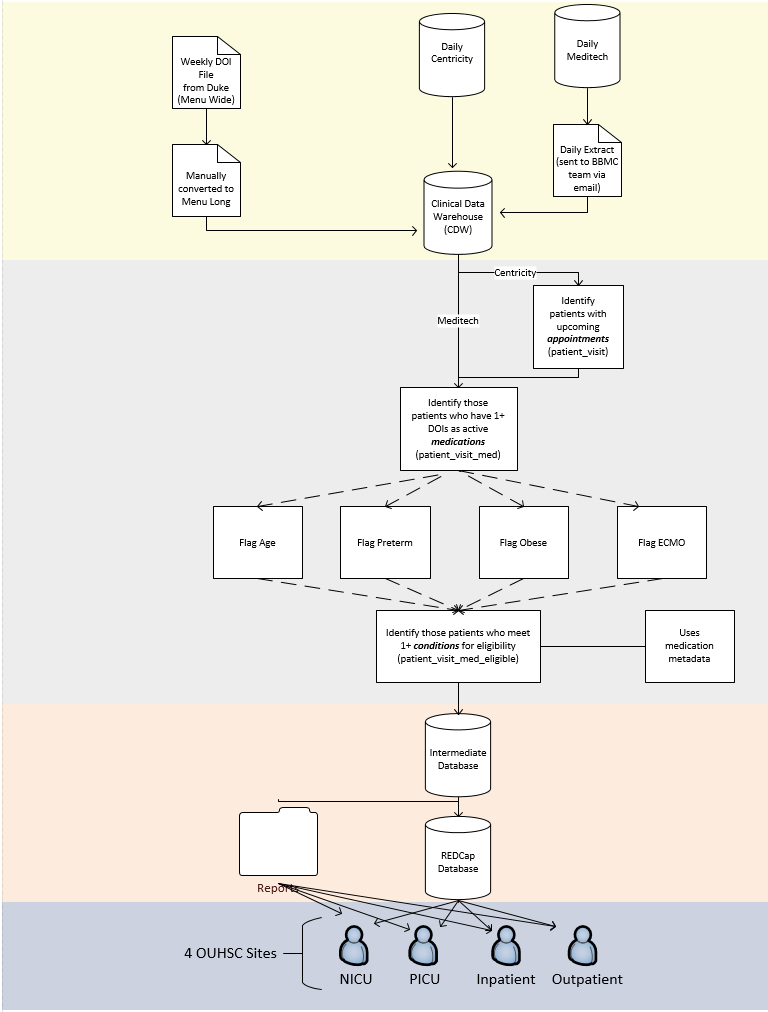 Weekly DOI
File
from Duke
(Menu Wide)
Daily
Centricity
Daily
Meditech
Manually
converted to
Menu Long
Daily Extract
(sent to BBMC
team via
email)
Clinical Data
Warehouse
(CDW)
Centricity
Meditech
Identify
patients with
upcoming
appointments
(patient_visit)
Identify those
patients who have 1+
DOIs as active
medications
(patient_visit_med)
Flag Age
Flag Preterm
Flag Obese
Flag ECMO
Identify those patients who meet
1+ conditions for eligibility
(patient_visit_med_eligible)
Uses
medication
metadata
Intermediate
Database
REDCap
Database
Reports
4 OUHSC Sites
NICU
PICU
Inpatient
Outpatient